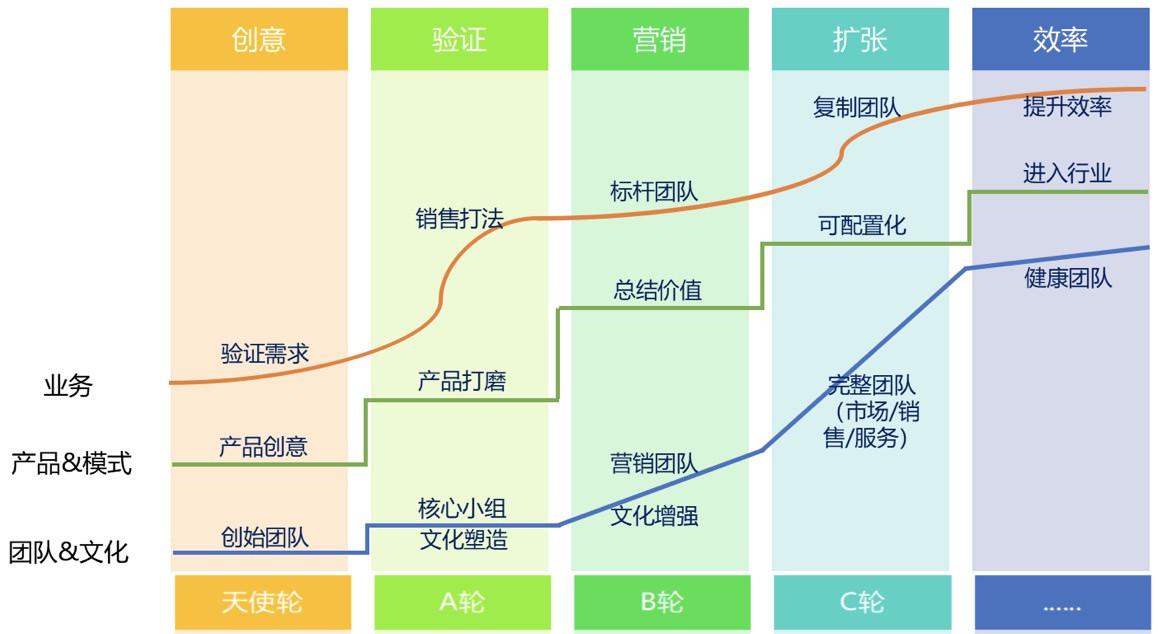 创意
验证
营销
扩张
效率
复制团队
提升效率
进入行业
标杆团队
销售打法
可配置化
健康团队
总结价值
验证需求
业务
产品打磨
完整团队
（市场/销
售/服务）
产品创意
产品&模式
营销团队
核心小组
文化增强
创始团队
文化塑造
团队&文化
天使轮
A轮
B轮
C轮
……